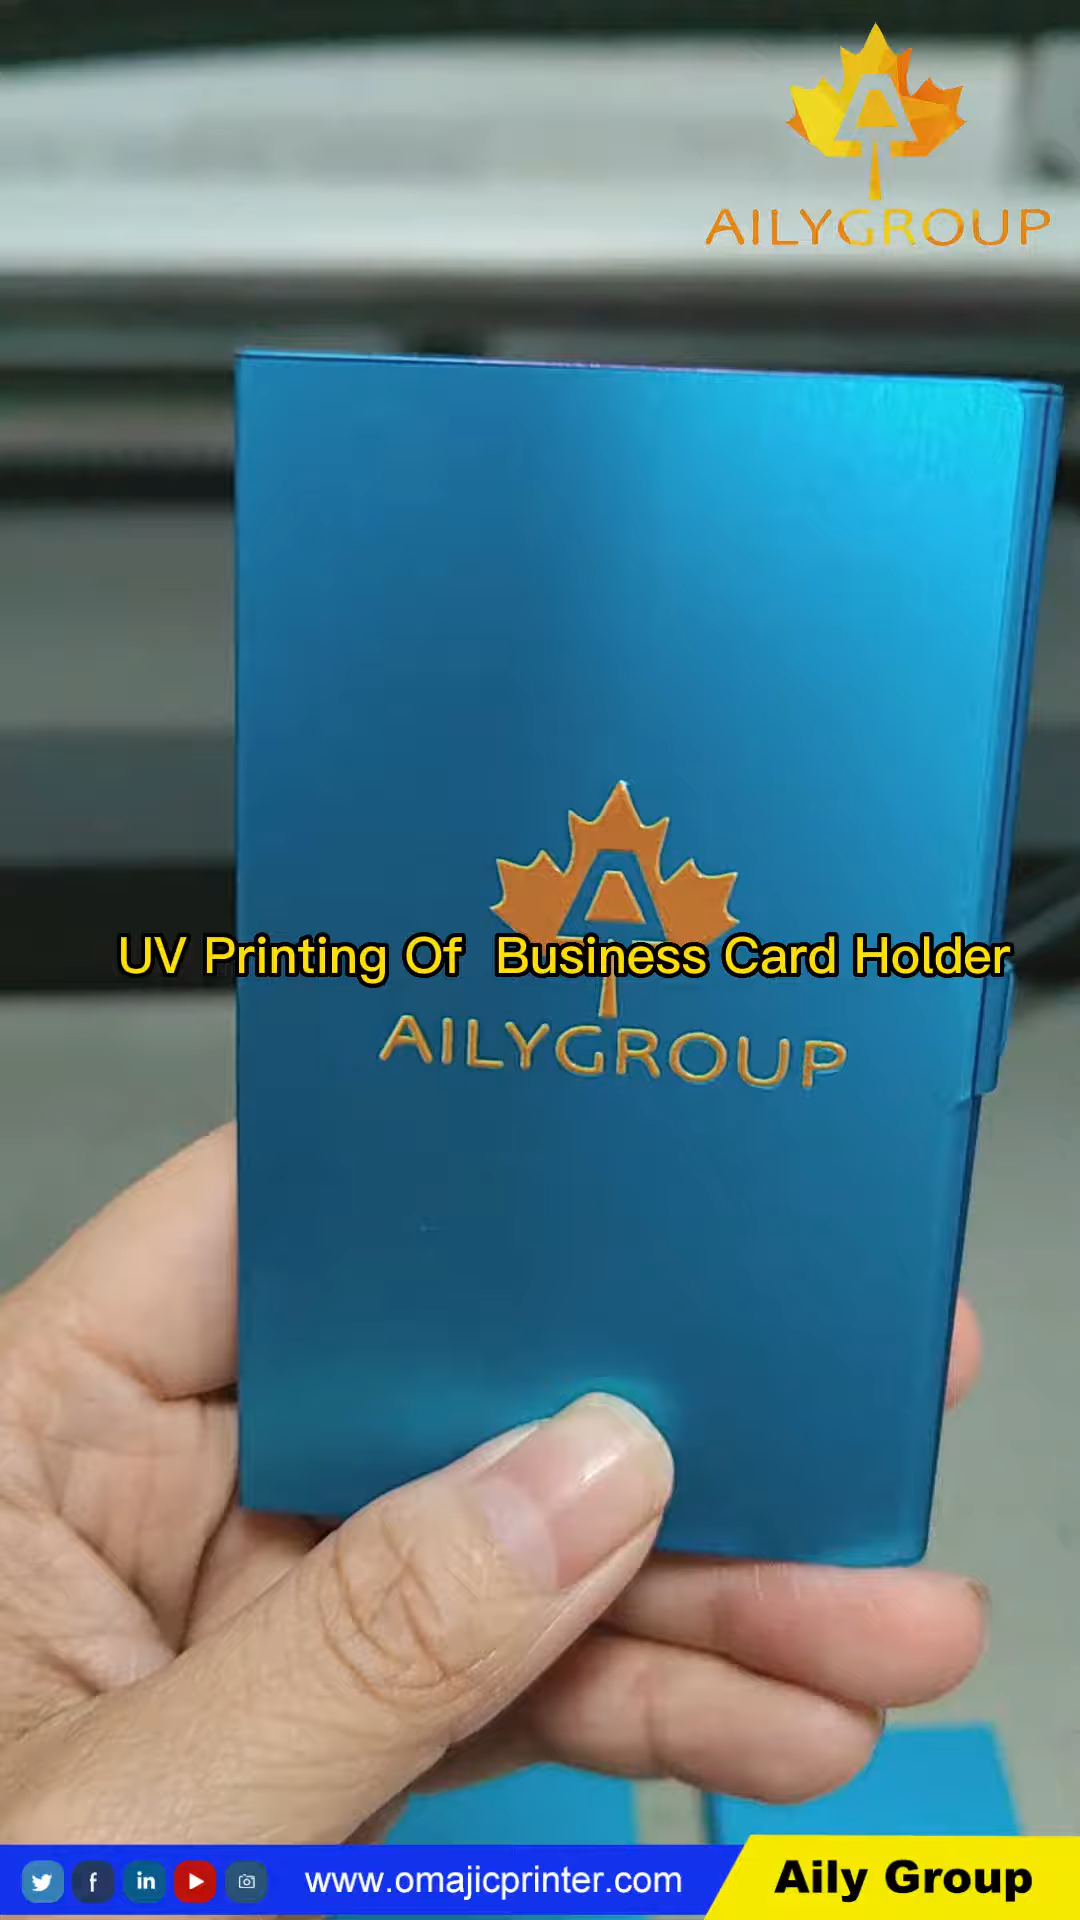 AILYGROUP
UV Printing Of Business Card Holder
AILYGROUP
www.omajicprinter.com
Aily Group